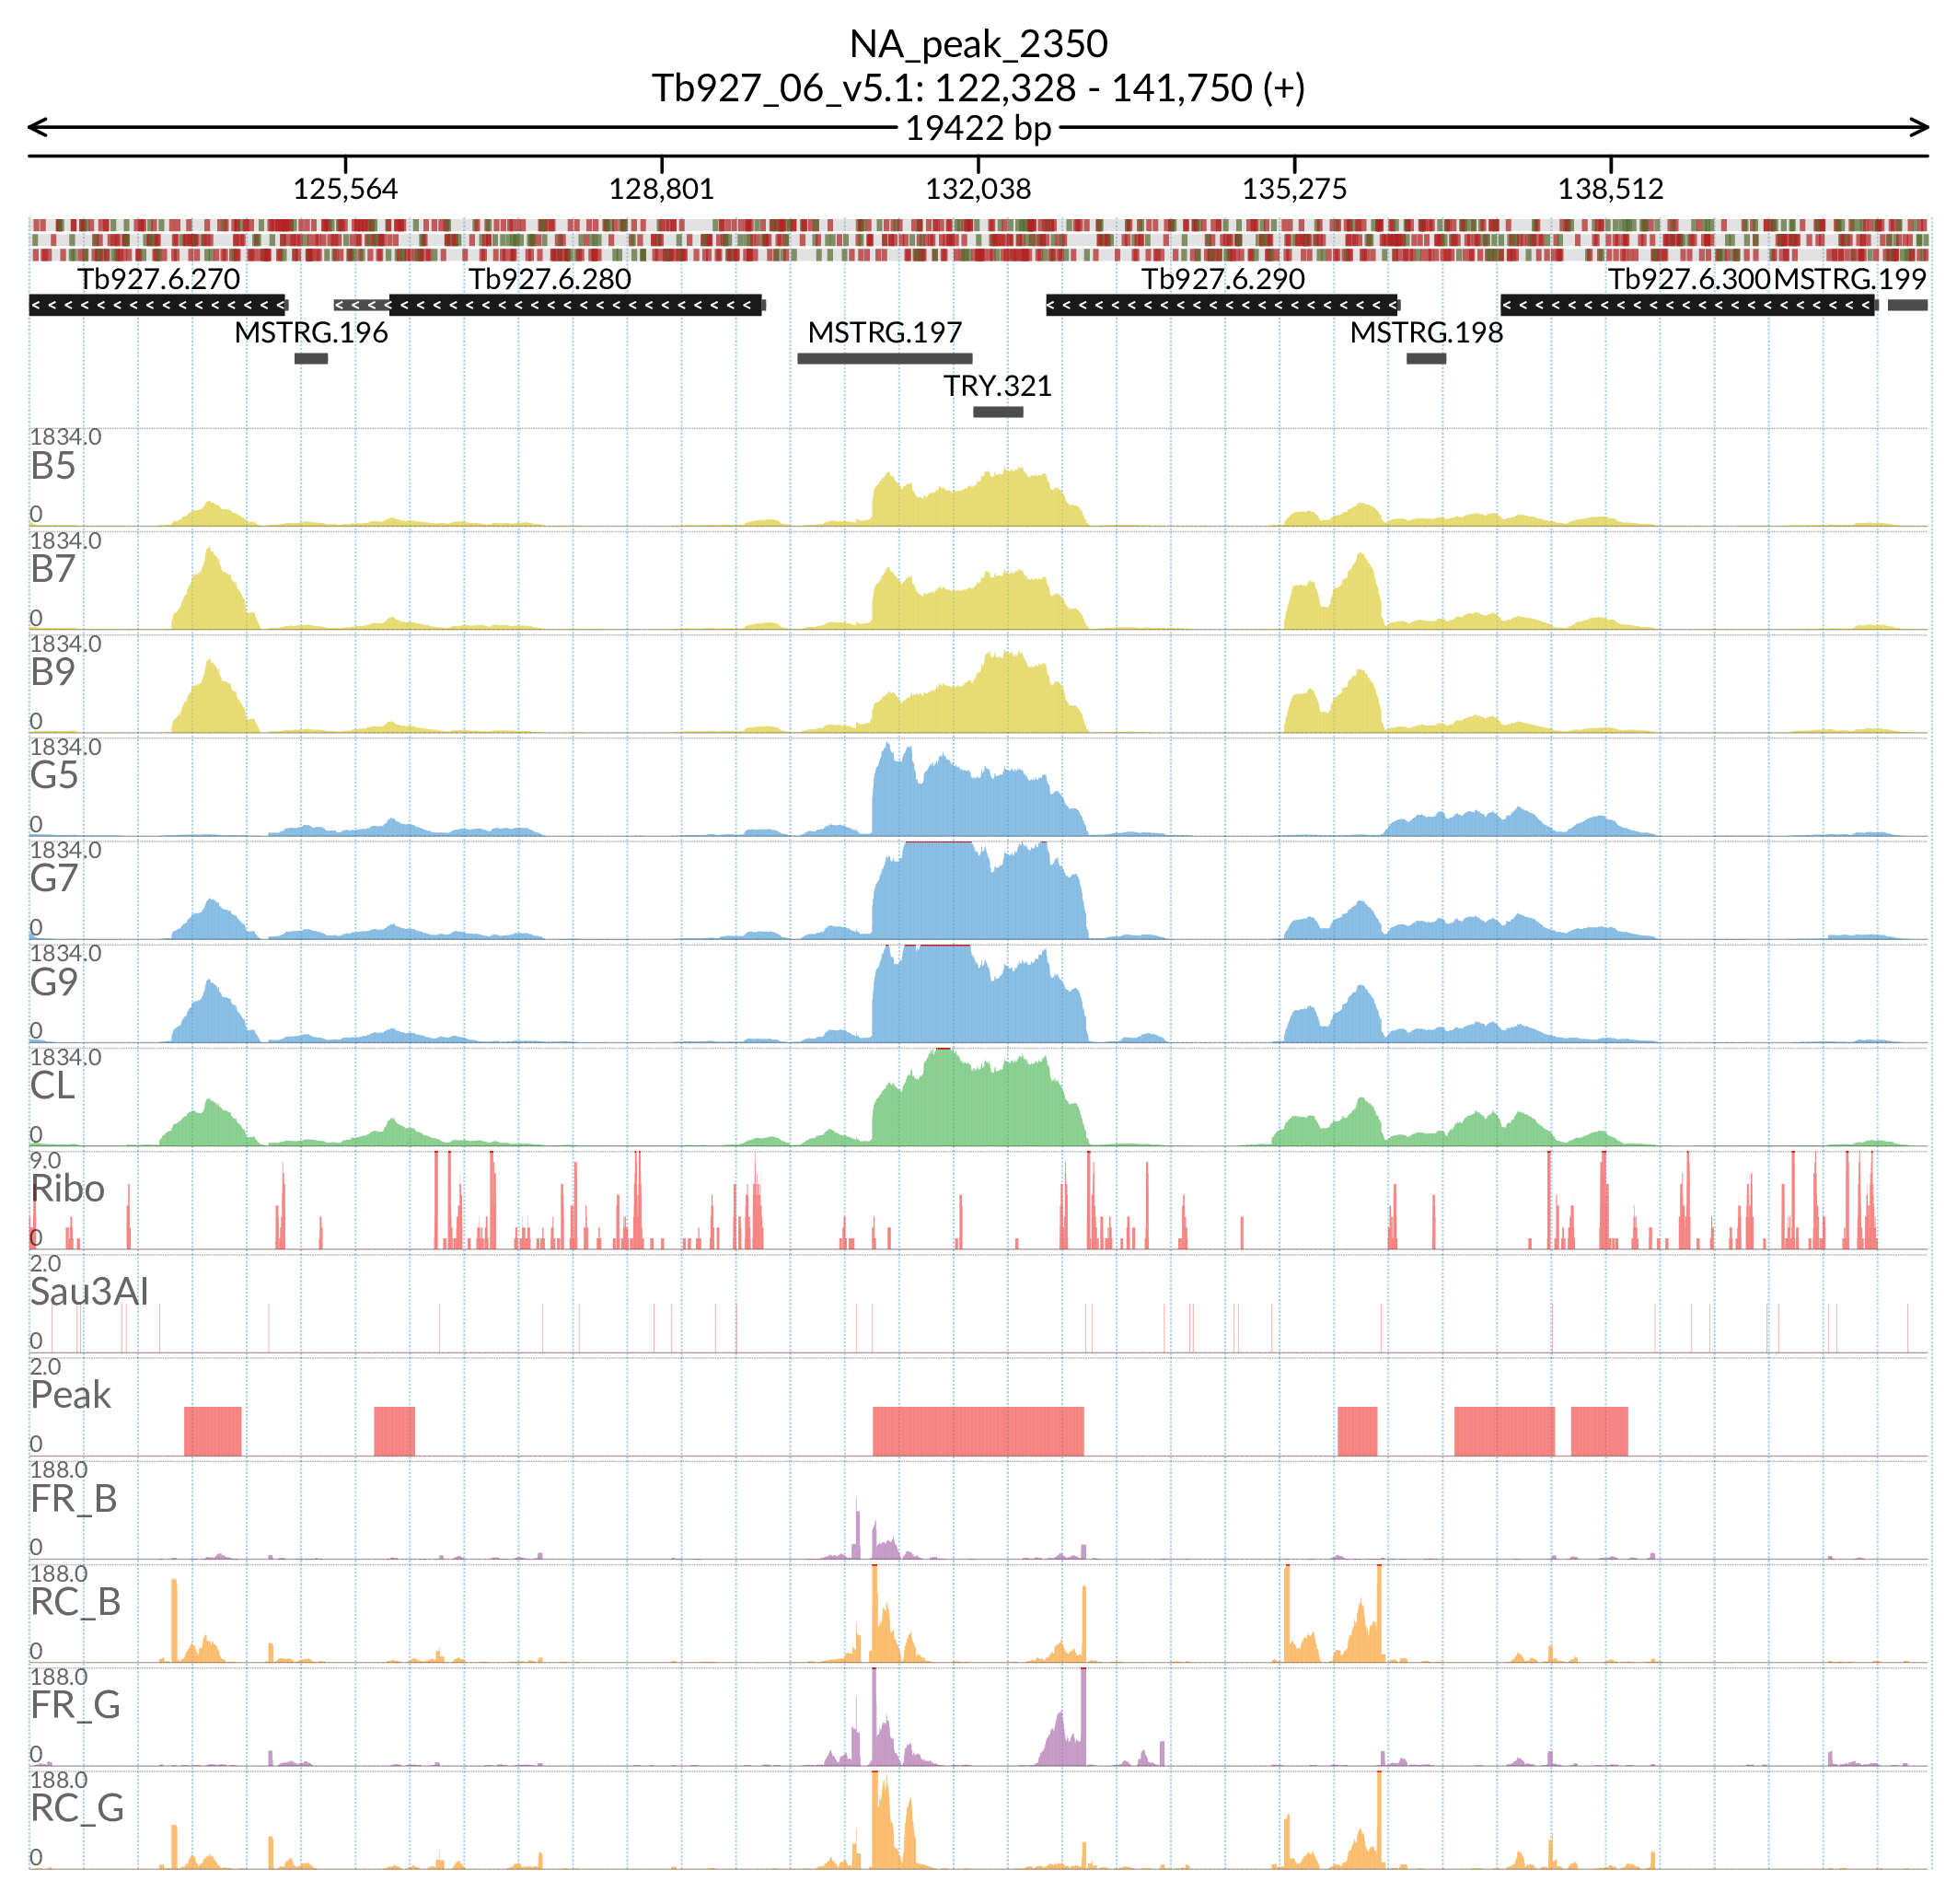 NA_peak_2350
Tb927_06_v5.1: 122,328 - 141,750 (+)
19422 bp
125,564 128,801 132,038 135,275 138,512
Tb927.6.270 Tb927.6.280 Tb927.6.290 Tb927.6.300 MSTRG.199
MSTRG.196 MSTRG.197 MSTRG.198
TRY.321
1834.0
B5
0
1834.0
B7
0
1834.0
B9
0
1834.0
G5
0
1834.0
G7
0
1834.0
G9
0
1834.0
CL
0
9.0
Ribo
0
2.0
Sau3AI
0
2.0
Peak
0
188.0
FR_B
0
188.0
RC_B
0
188.0
FR_G
0
188.0
RC_G
0